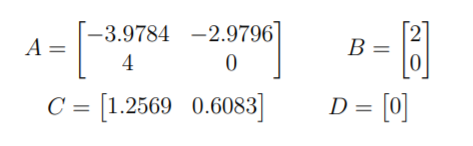 A = [−3.9784 −2.9796
4 0] B = [2
0]
C = [1.2569 0.6083] D = [0]